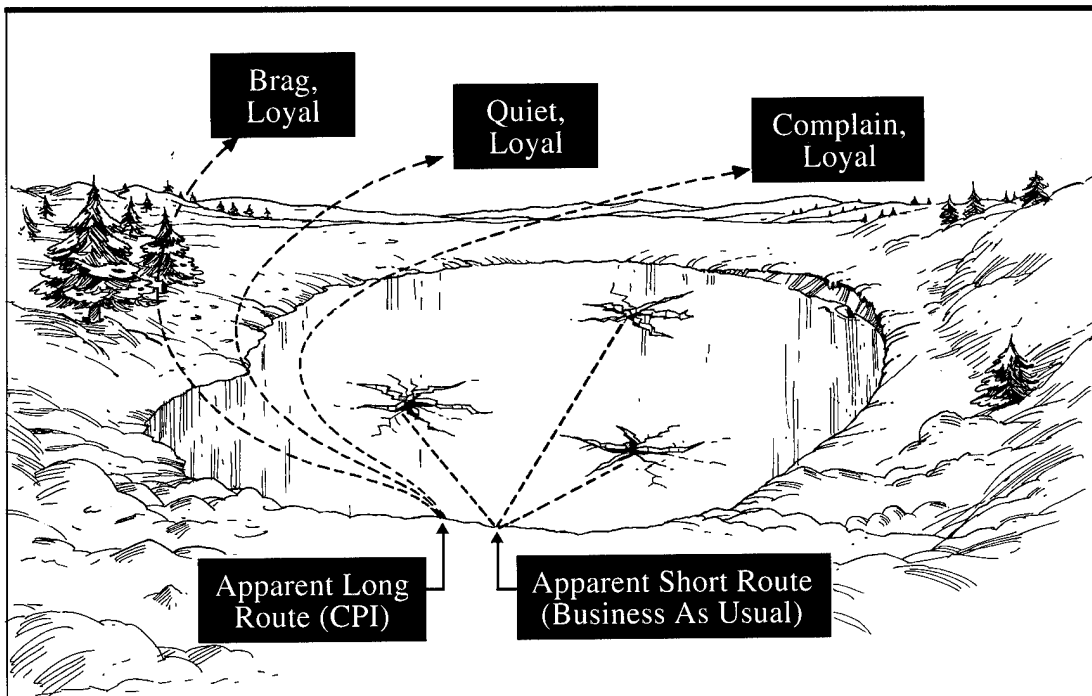 Brag,
Loyal
Quiet,
Loyal
Complain,
Loyal
Apparent Long
Route (CPI)
Apparent Short Route
(Business As Usual)